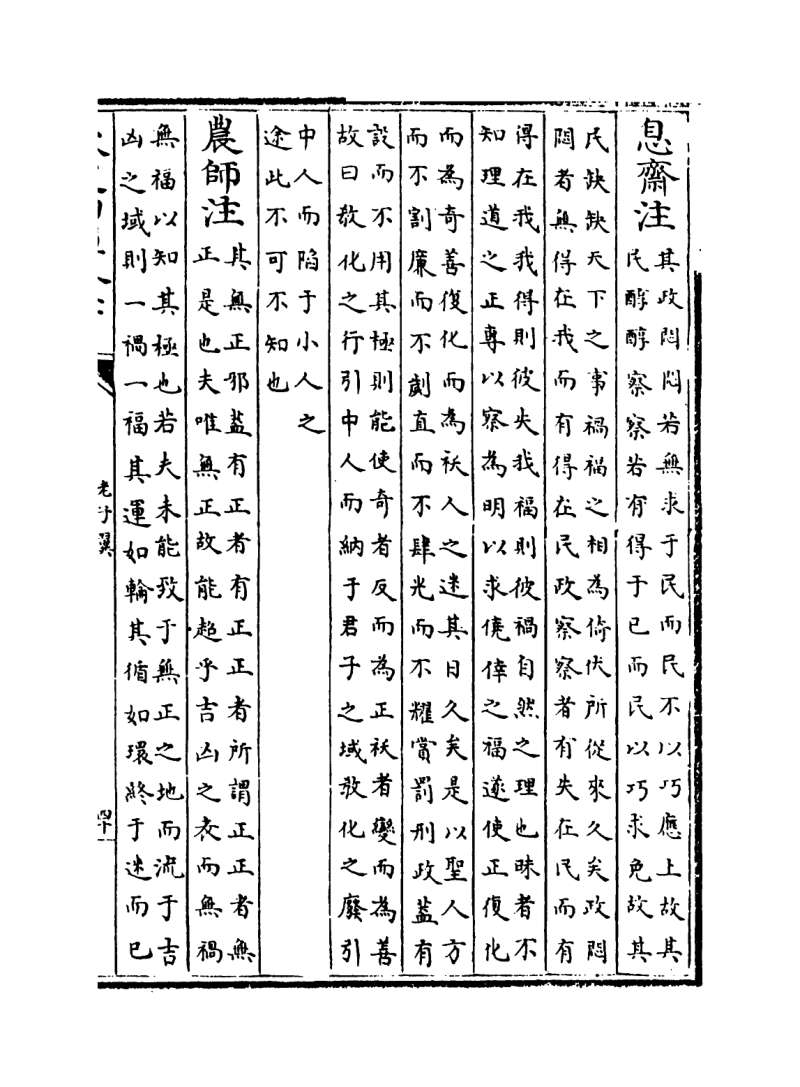 息齋注
其政悶悶若無求于民而民不以巧應上故其
民醇醇察察若有得于已而民以巧求免故其
民缺缺天下之事禍福之相為倚伏所從來久矣政悶
悶者無得在我而有得在民政察察者有失在民而有
得在我我得則彼失我福則彼禍自然之理也昧者不
知理道之正專以察為明以求僥倖之福遂使正復化
而為奇善復化而為祅人之迷其日久矣是以聖人方
而不割廉而不劌直而不肆光而不耀賞罰刑政蓋有
設而不用其極則能使奇者反而為正祅者變而為善
故曰教化之行引中人而納于君子之域教化之廢引
中人而陷于小人之
途此不可不知也
農師注
其無正邪蓋有正者有正正者所謂正正者無
正是也夫唯無正故能超乎吉凶之表而無禍
無福以知其極也若夫未能致于無正之地而流于吉
凶之域則一禍一福其運如輪其循如環終于迷而已
老子翼
四十